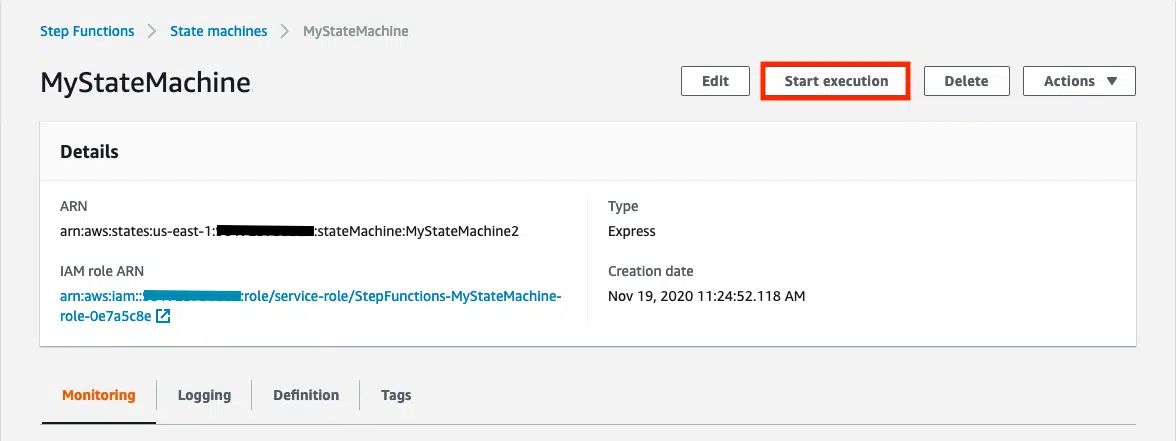 Step Functions > State machines > MyStateMachine
MyStateMachine
Edit
Start execution
Delete
Actions ▼
Details
ARN
arn:aws:states:us-east-1: :stateMachine:MyStateMachine2
IAM role ARN
arn:aws:iam:: :role/service-role/StepFunctions-MyStateMachine-
role-0e7a5c8e
Type
Express
Creation date
Nov 19, 2020 11:24:52.118 AM
Monitoring
Logging
Definition
Tags